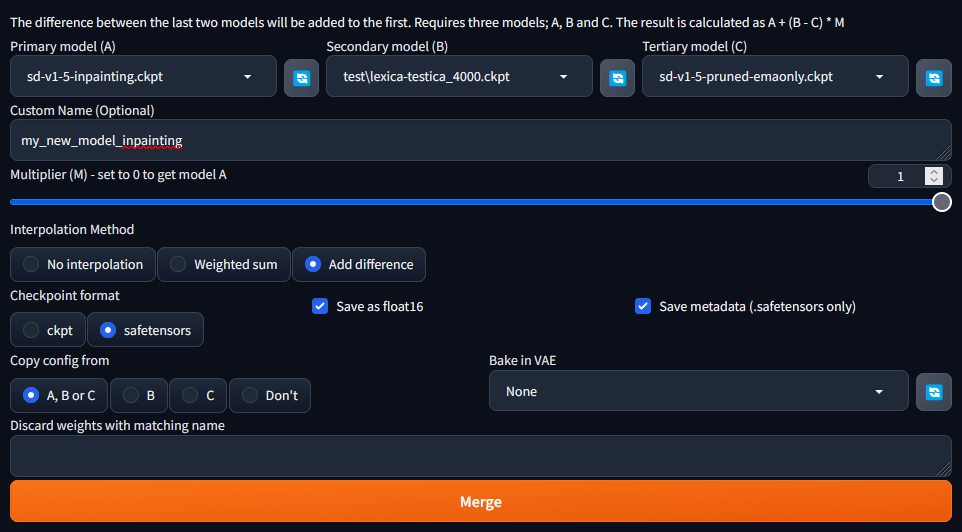 The difference between the last two models will be added to the first. Requires three models; A, B and C. The result is calculated as A + (B - C) * M
Primary model (A) Secondary model (B) Tertiary model (C)
sd-v1-5-inpainting.ckpt test\lexica-testica_4000.ckpt sd-v1-5-pruned-emaonly.ckpt
Custom Name (Optional)
my_new_model_inpainting
Multiplier (M) - set to 0 to get model A 1
Interpolation Method
No interpolation Weighted sum Add difference
Checkpoint format Save as float16 Save metadata (.safetensors only)
ckpt safetensors
Copy config from Bake in VAE
A, B or C B C Don't None
Discard weights with matching name
Merge